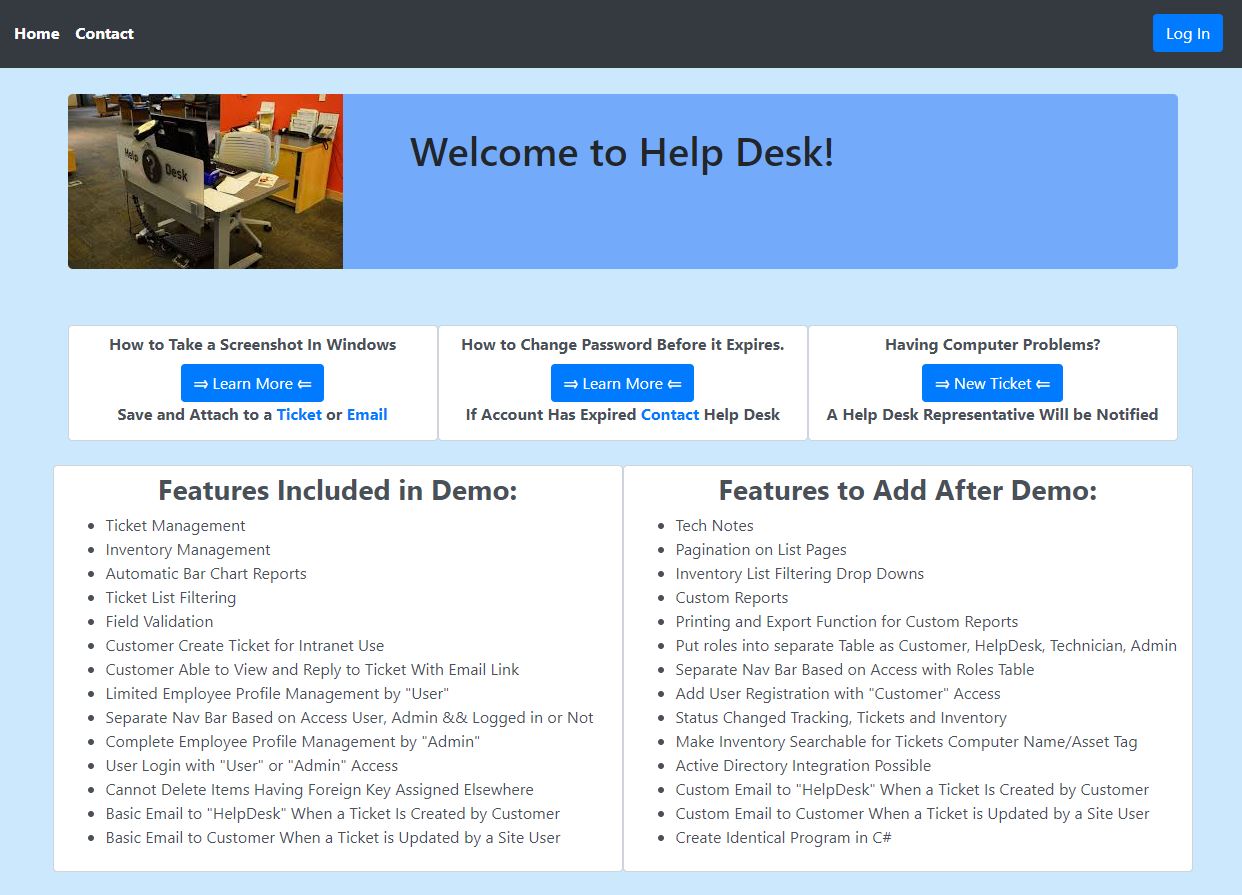 Home Contact Log In
Help ? Desk
Welcome to Help Desk!
How to Take a Screenshot In Windows
⇒ Learn More ⇐
Save and Attach to a Ticket or Email
How to Change Password Before it Expires.
⇒ Learn More ⇐
If Account Has Expired Contact Help Desk
Having Computer Problems?
⇒ New Ticket ⇐
A Help Desk Representative Will be Notified
Features Included in Demo:
• Ticket Management
• Inventory Management
• Automatic Bar Chart Reports
• Ticket List Filtering
• Field Validation
• Customer Create Ticket for Intranet Use
• Customer Able to View and Reply to Ticket With Email Link
• Limited Employee Profile Management by "User"
• Separate Nav Bar Based on Access User, Admin && Logged in or Not
• Complete Employee Profile Management by "Admin"
• User Login with "User" or "Admin" Access
• Cannot Delete Items Having Foreign Key Assigned Elsewhere
• Basic Email to "HelpDesk" When a Ticket Is Created by Customer
• Basic Email to Customer When a Ticket is Updated by a Site User
Features to Add After Demo:
• Tech Notes
• Pagination on List Pages
• Inventory List Filtering Drop Downs
• Custom Reports
• Printing and Export Function for Custom Reports
• Put roles into separate Table as Customer, HelpDesk, Technician, Admin
• Separate Nav Bar Based on Access with Roles Table
• Add User Registration with "Customer" Access
• Status Changed Tracking, Tickets and Inventory
• Make Inventory Searchable for Tickets Computer Name/Asset Tag
• Active Directory Integration Possible
• Custom Email to "HelpDesk" When a Ticket Is Created by Customer
• Custom Email to Customer When a Ticket is Updated by a Site User
• Create Identical Program in C#